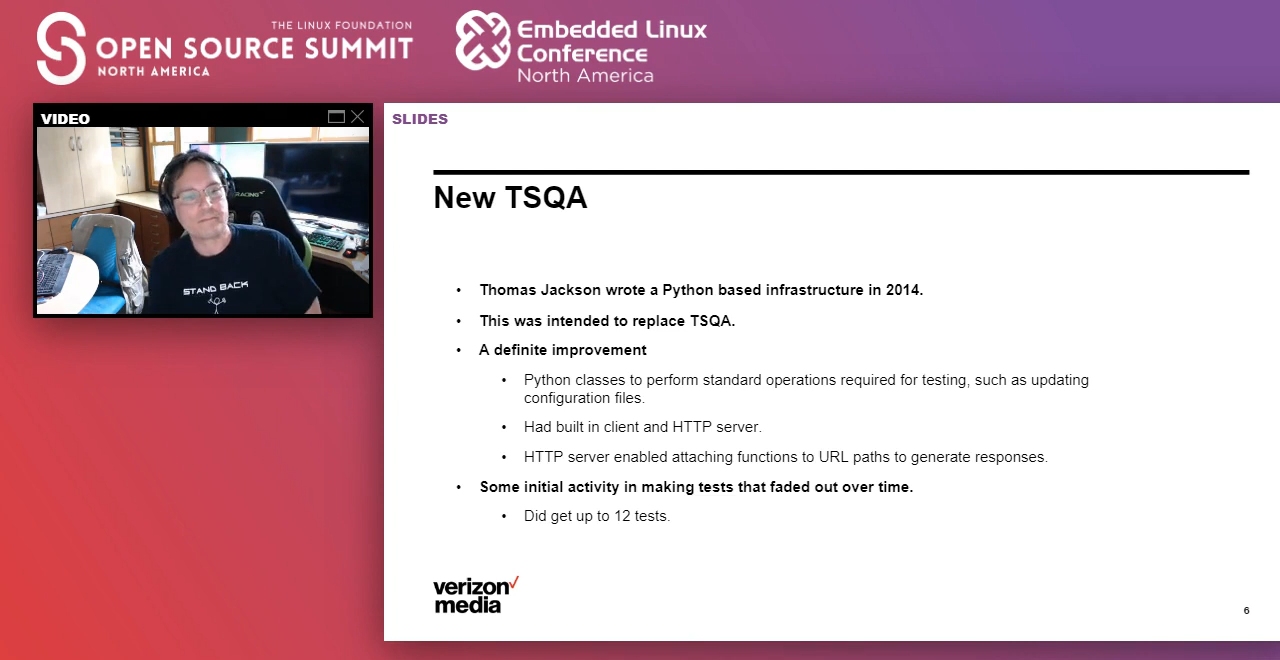 THE LINUX FOUNDATION
OPEN SOURCE SUMMIT
NORTH AMERICA
Embedded Linux
Conference
North America
VIDEO
RACING
STAND BACK
SLIDES
New TSQA
• Thomas Jackson wrote a Python based infrastructure in 2014.
• This was intended to replace TSQA.
• A definite improvement
• Python classes to perform standard operations required for testing, such as updating
configuration files.
• Had built in client and HTTP server.
• HTTP server enabled attaching functions to URL paths to generate responses.
• Some initial activity in making tests that faded out over time.
• Did get up to 12 tests.
verizon
media
6